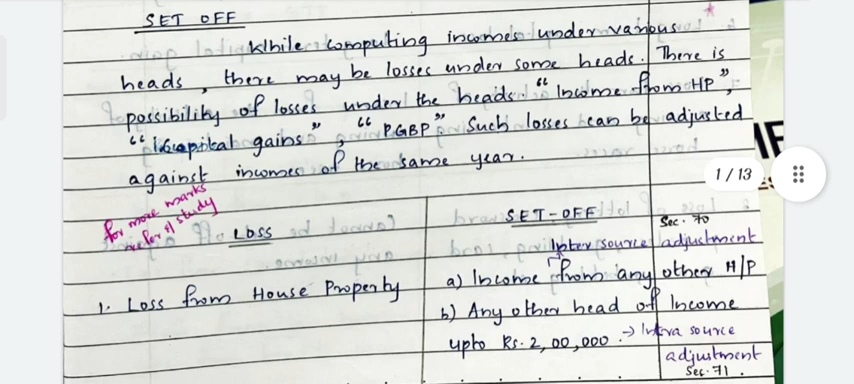 SET OFF
While computing incomes under various
heads, there may be losses under some heads. There is
possibility of losses under the heads "Income from HP",
"Capital gains", "PGBP" Such losses can be adjusted
against incomes of the same year.
1 / 13
for more marks
refer & study
LOSS
SET-OFF
Sec. 70
Inter source adjustment
1. Loss from House Property
a) Income from any other H/P
b) Any other head of Income
upto Rs. 2,00,000. → Intra source
adjustment
Sec. 71.